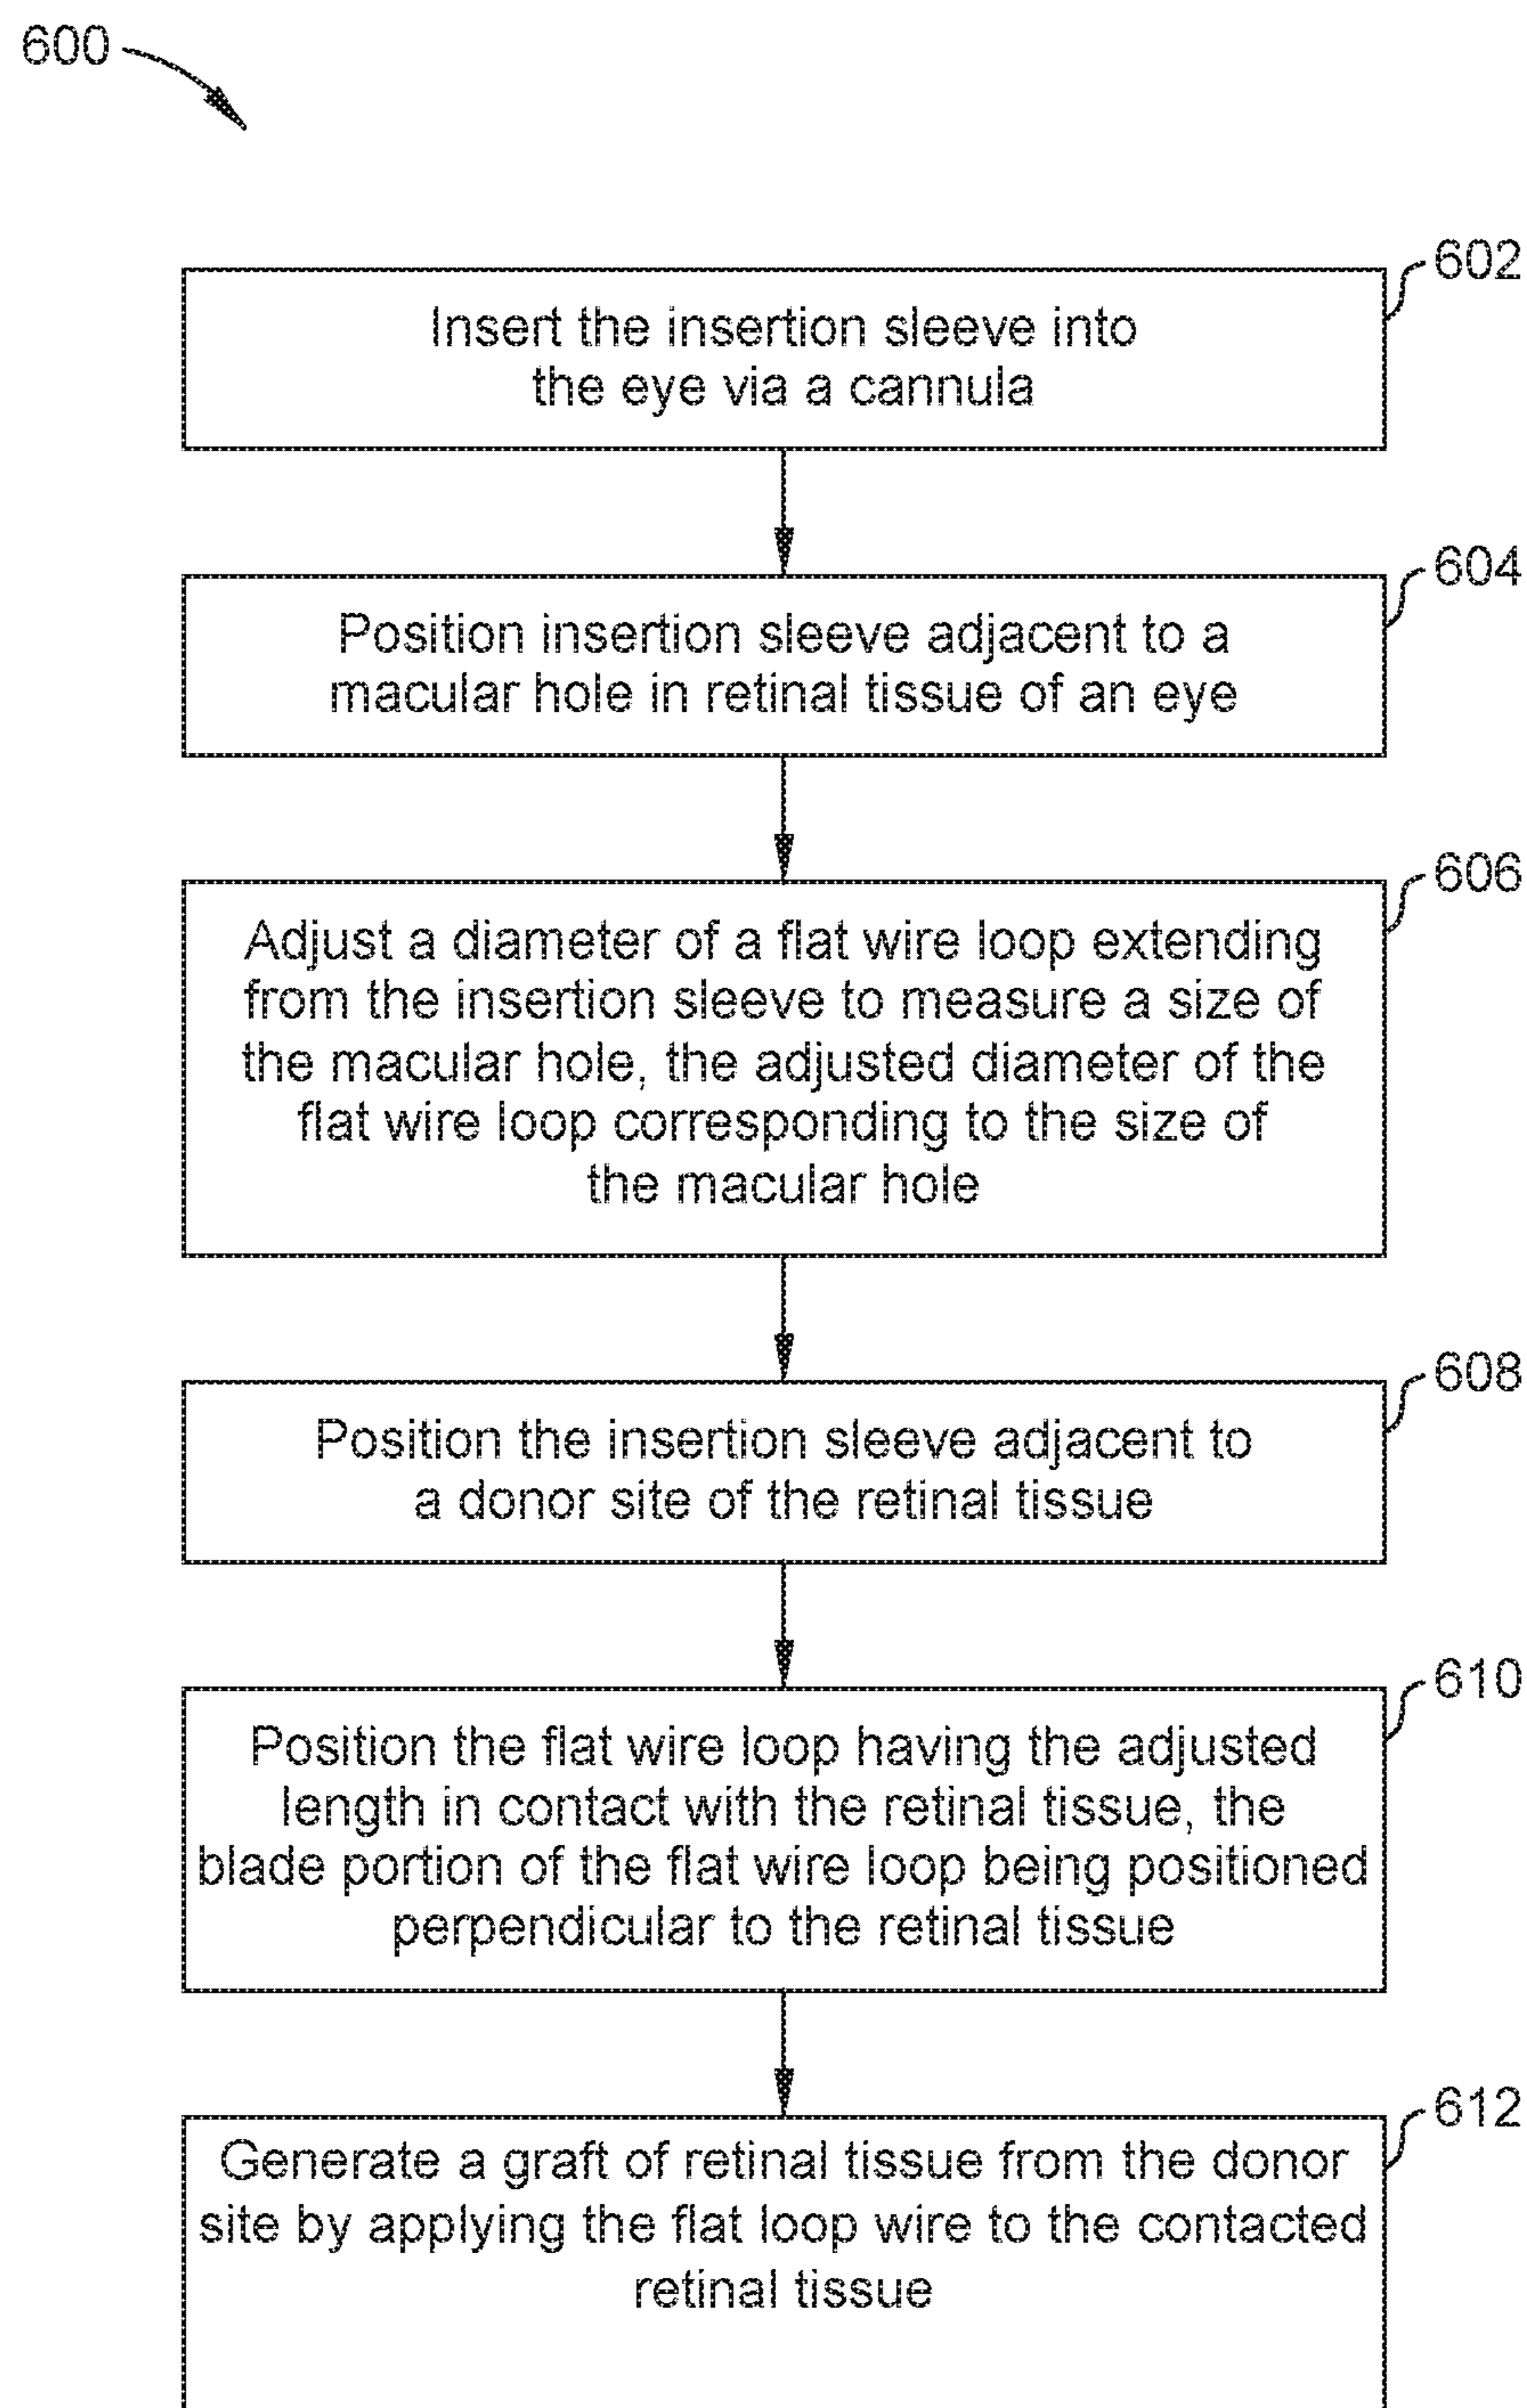 600
602
Insert the insertion sleeve into
the eye via a cannula
604
Position insertion sleeve adjacent to a
macular hole in retinal tissue of an eye
606
Adjust a diameter of a flat wire loop extending
from the insertion sleeve to measure a size of
the macular hole, the adjusted diameter of the
flat wire loop corresponding to the size of
the macular hole
608
Position the insertion sleeve adjacent to
a donor site of the retinal tissue
610
Position the flat wire loop having the adjusted
length in contact with the retinal tissue, the
blade portion of the flat wire loop being positioned
perpendicular to the retinal tissue
612
Generate a graft of retinal tissue from the donor
site by applying the flat loop wire to the contacted
retinal tissue